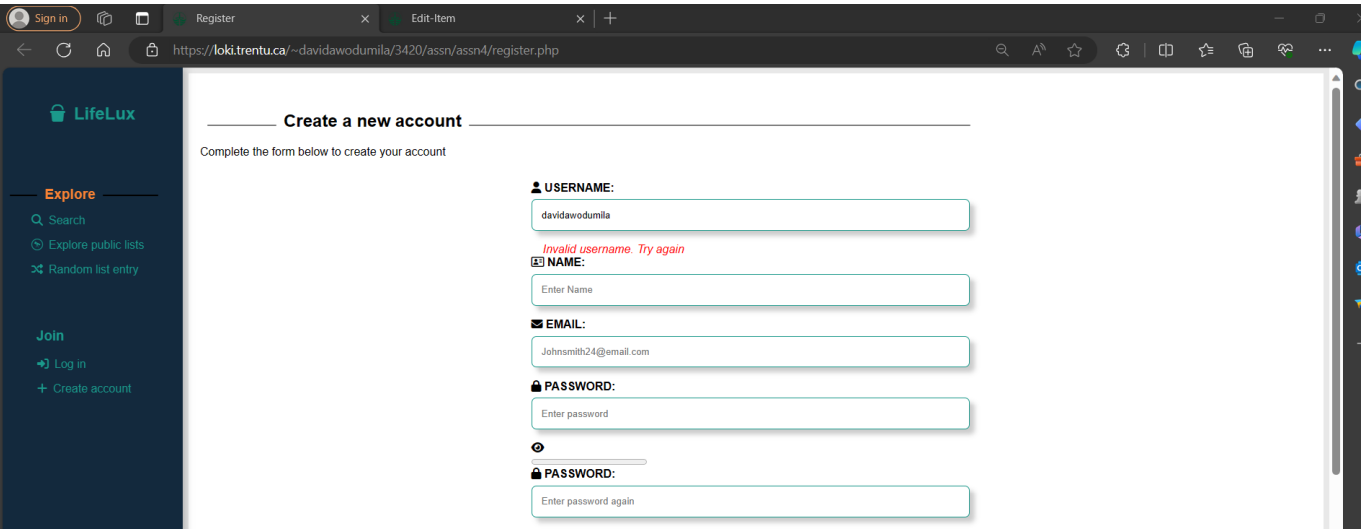 Sign in
Register
Edit-Item
https://loki.trentu.ca/~davidawodumila/3420/assn/assn4/register.php
LifeLux
Explore
Search
Explore public lists
Random list entry
Join
Log in
Create account
Create a new account
Complete the form below to create your account
USERNAME:
davidawodumila
Invalid username. Try again
NAME:
Enter Name
EMAIL:
Johnsmith24@email.com
PASSWORD:
Enter password
PASSWORD:
Enter password again